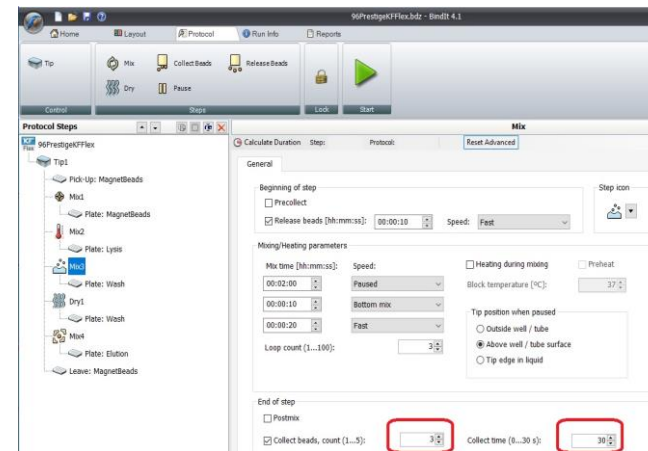 96PrestigeKFFlex.bdz - BindIt 4.1
Home Layout Protocol Run Info Reports
Tip Mix Collect Beads Release Beads
Dry Pause
Control Steps Lock Start
Protocol Steps
Mix
KF Flex 96PrestigeKFFlex
Calculate Duration Step: Protocol: Reset Advanced
Tip1
General
Pick-Up: MagnetBeads
Beginning of step
Step icon
Mix1
Precollect
Plate: MagnetBeads
Release beads [hh:mm:ss]: 00:00:10 Speed: Fast
Mix2
Plate: Lysis
Mixing/Heating parameters
Mix3
Mix time [hh:mm:ss]: Speed: Heating during mixing Preheat
Plate: Wash
00:02:00 Paused Block temperature [ºC]: 37
Dry1
00:00:10 Bottom mix
Plate: Wash
Tip position when paused
00:00:20 Fast Outside well / tube
Mix4
Loop count (1...100): 3 Above well / tube surface
Plate: Elution
Tip edge in liquid
Leave: MagnetBeads
End of step
Postmix
Collect beads, count (1...5): 3 Collect time (0...30 s): 30